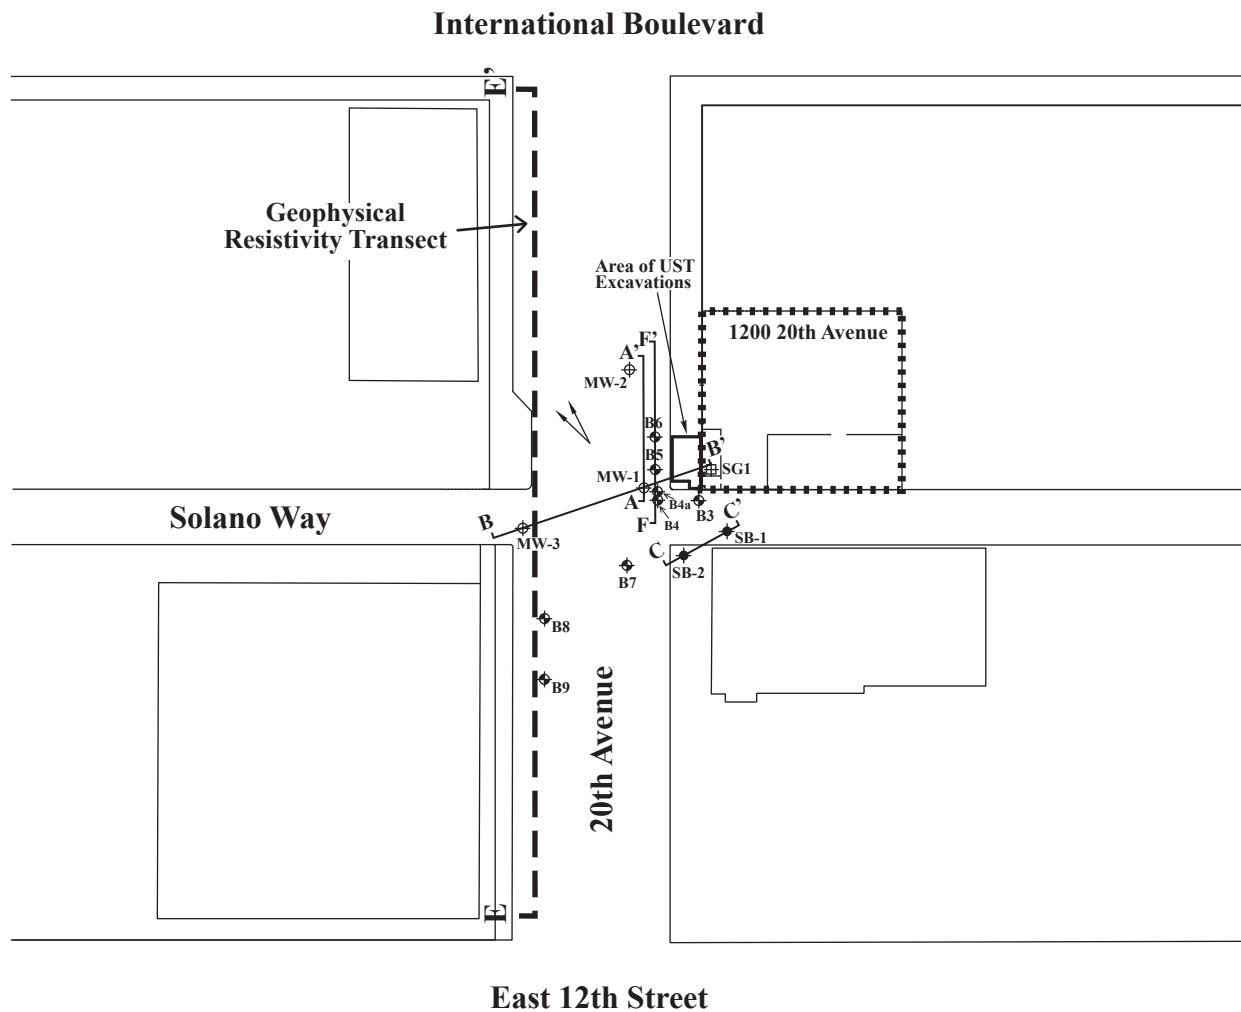 International Boulevard
E'
Geophysical
Resistivity Transect
Area of UST
Excavations
1200 20th Avenue
F'
A'
MW-2
B6
B5
B'
SG1
MW-1
A
B4a
B3
F
B4
C'
Solano Way
B
MW-3
SB-1
C
SB-2
B7
B8
B9
20th Avenue
E
East 12th Street